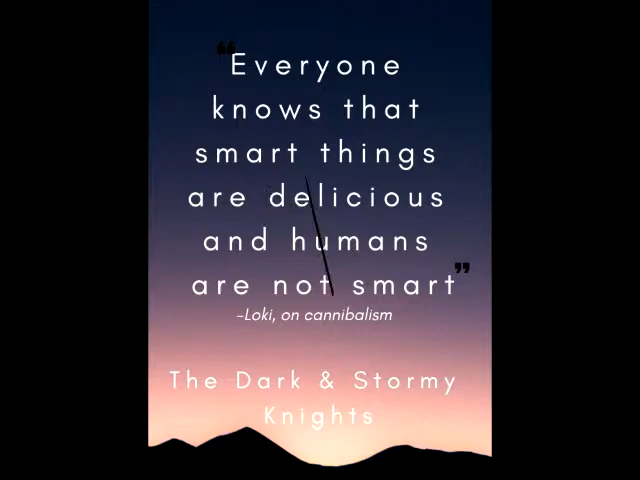 “Everyone
knows that
smart things
are delicious
and humans
are not smart”
–Loki, on cannibalism
The Dark & Stormy
Knights